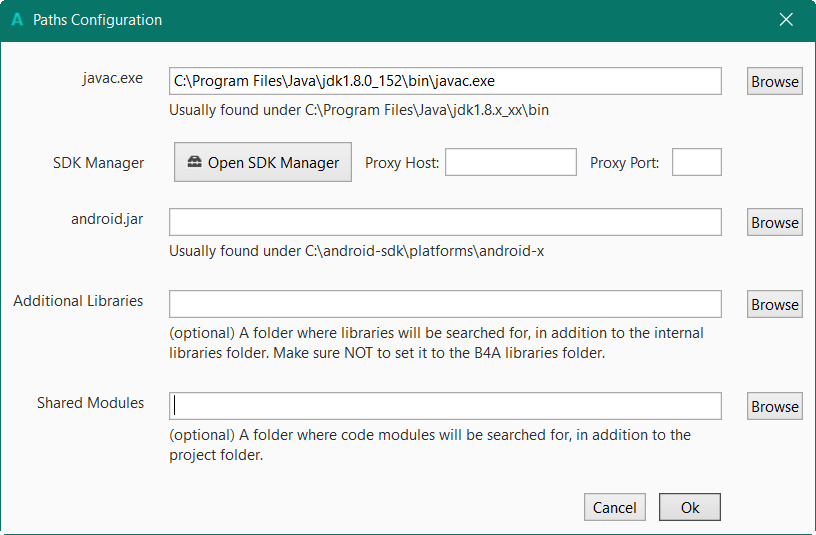 A Paths Configuration
javac.exe C:\Program Files\Java\jdk1.8.0_152\bin\javac.exe Browse
Usually found under C:\Program Files\Java\jdk1.8.x_xx\bin
SDK Manager Open SDK Manager Proxy Host: Proxy Port:
android.jar Browse
Usually found under C:\android-sdk\platforms\android-x
Additional Libraries Browse
(optional) A folder where libraries will be searched for, in addition to the internal
libraries folder. Make sure NOT to set it to the B4A libraries folder.
Shared Modules Browse
(optional) A folder where code modules will be searched for, in addition to the
project folder.
Cancel Ok